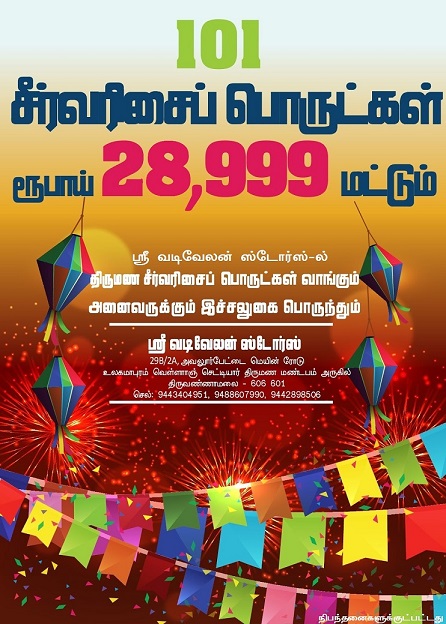 101
சீர்வரிசைப் பொருட்கள்
ரூபாய் 28,999 மட்டும்
ஸ்ரீ வடிவேலன் ஸ்டோர்ஸ்-ல்
திருமண சீர்வரிசைப் பொருட்கள் வாங்கும்
அனைவருக்கும் இச்சலுகை பொருந்தும்
ஸ்ரீ வடிவேலன் ஸ்டோர்ஸ்
29B/2A, அவலூர்பேட்டை மெயின் ரோடு
உலகமாபுரம் வெள்ளாஞ் செட்டியார் திருமண மண்டபம் அருகில்
திருவண்ணாமலை - 606 601
செல்: 9443404951, 9488607990, 9442898506
நிபந்தனைகளுக்குட்பட்டது